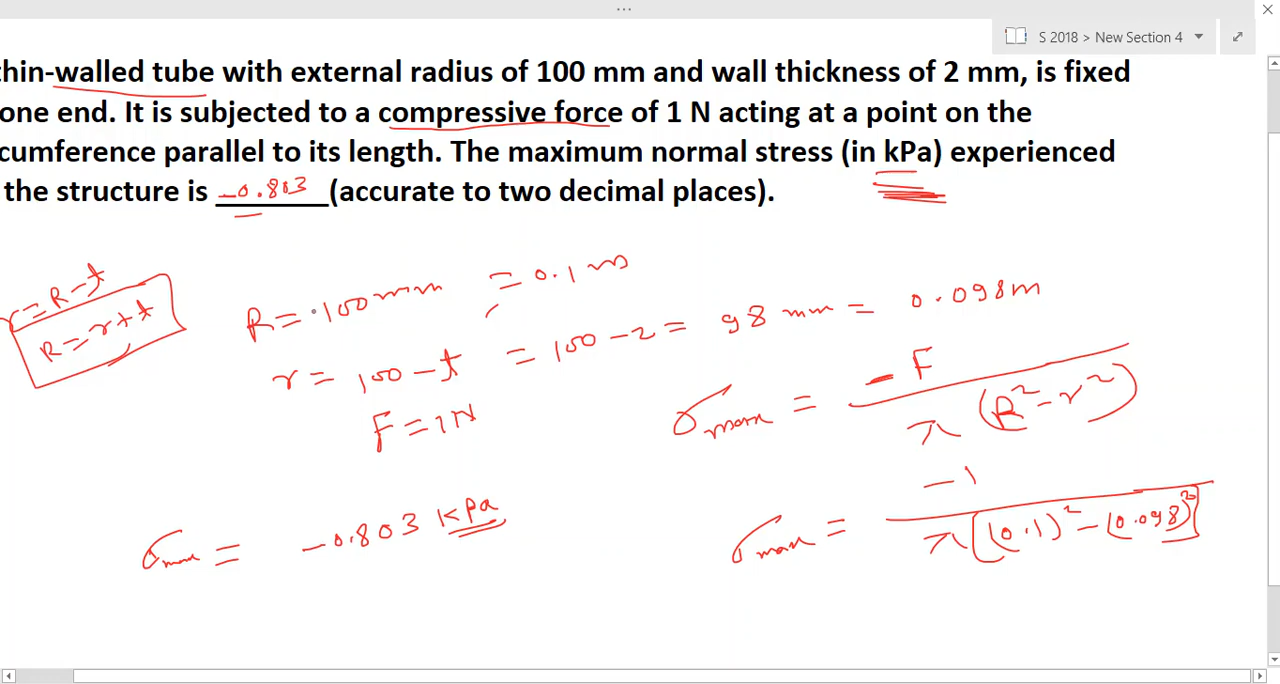 S 2018 > New Section 4
thin-walled tube with external radius of 100 mm and wall thickness of 2 mm, is fixed
one end. It is subjected to a compressive force of 1 N acting at a point on the
cumference parallel to its length. The maximum normal stress (in kPa) experienced
the structure is -0.803 (accurate to two decimal places).
r = R - t
R = r + t
R = 100mm = 0.1 m
r = 100 - t = 100 - 2 = 98 mm = 0.098m
F = 1N
σmax = -F / π (R² - r²)
σmax = -1 / π [(0.1)² - (0.098)²]
σmax = -0.803 kPa